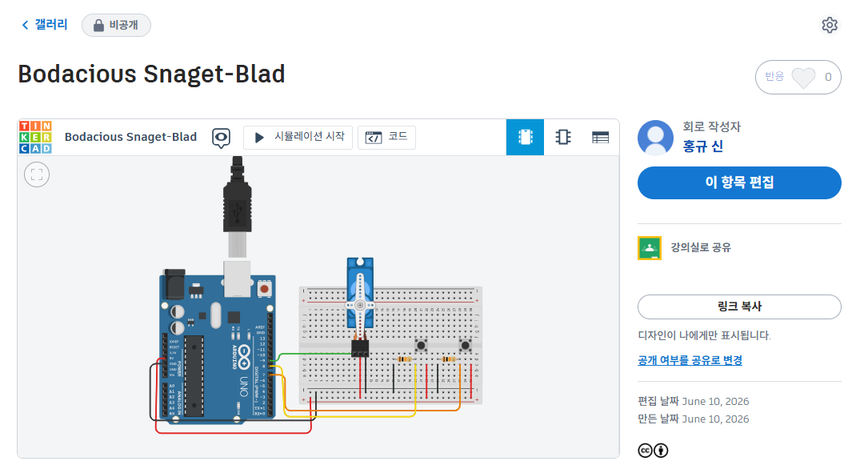 갤러리
비공개
Bodacious Snaget-Blad
반응
0
TIN
KER
CAD
Bodacious Snaget-Blad
시뮬레이션 시작
코드
회로 작성자
홍규 신
이 항목 편집
강의실로 공유
링크 복사
디자인이 나에게만 표시됩니다.
공개 여부를 공유로 변경
편집 날짜 June 10, 2026
만든 날짜 June 10, 2026
cc
ARDUINO
UNO